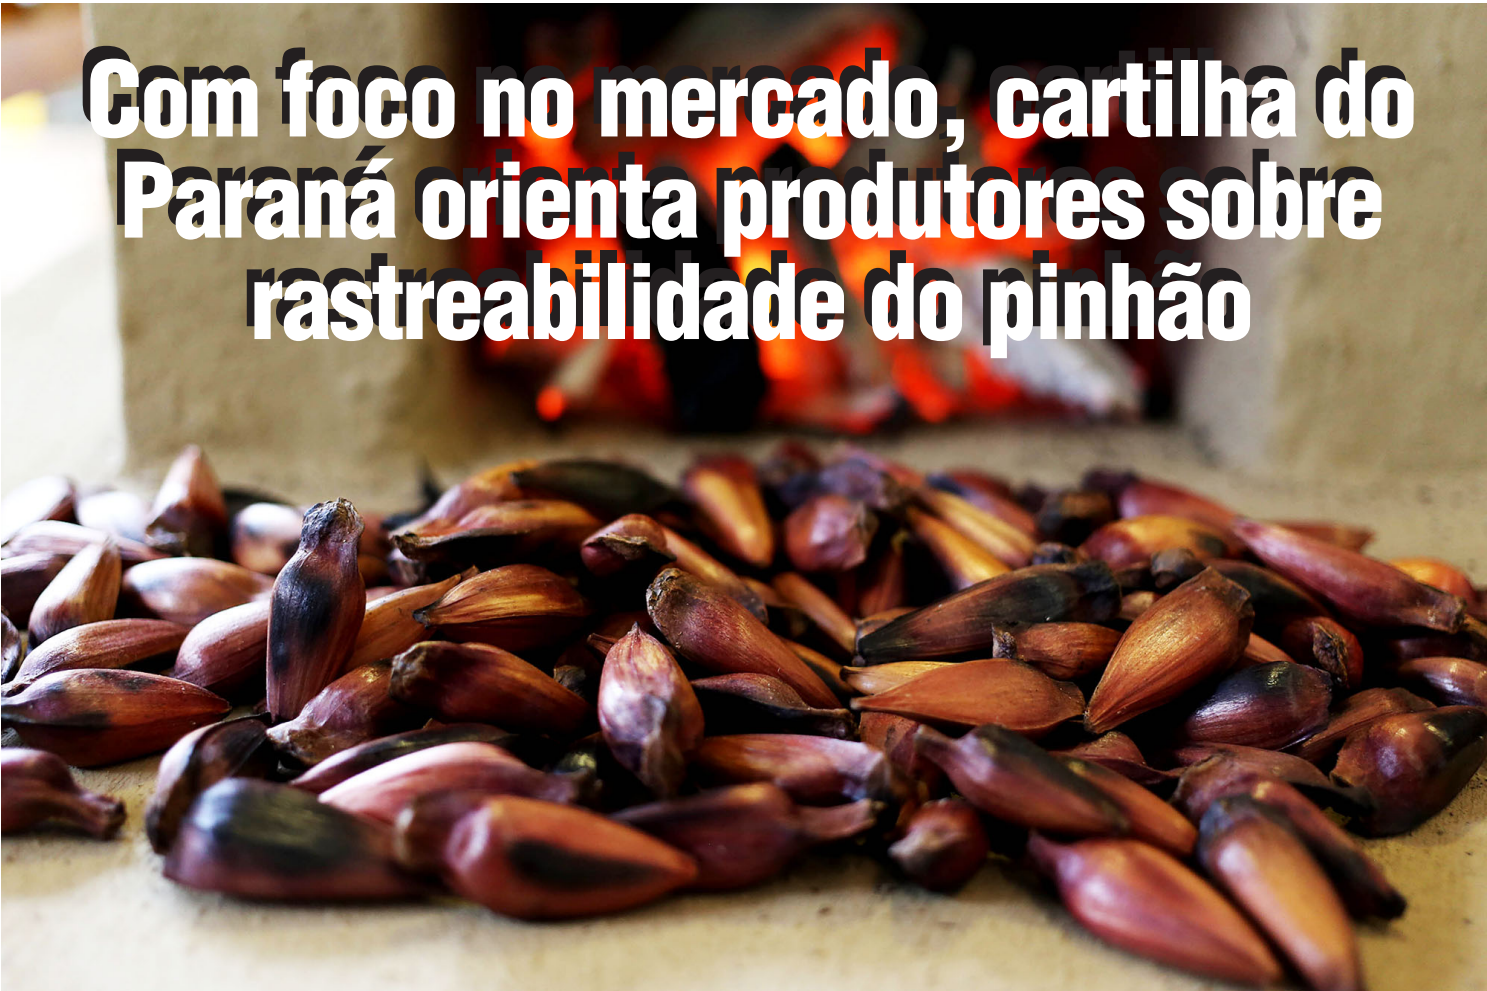 Com foco no mercado, cartilha do
Paraná orienta produtores sobre
rastreabilidade do pinhão